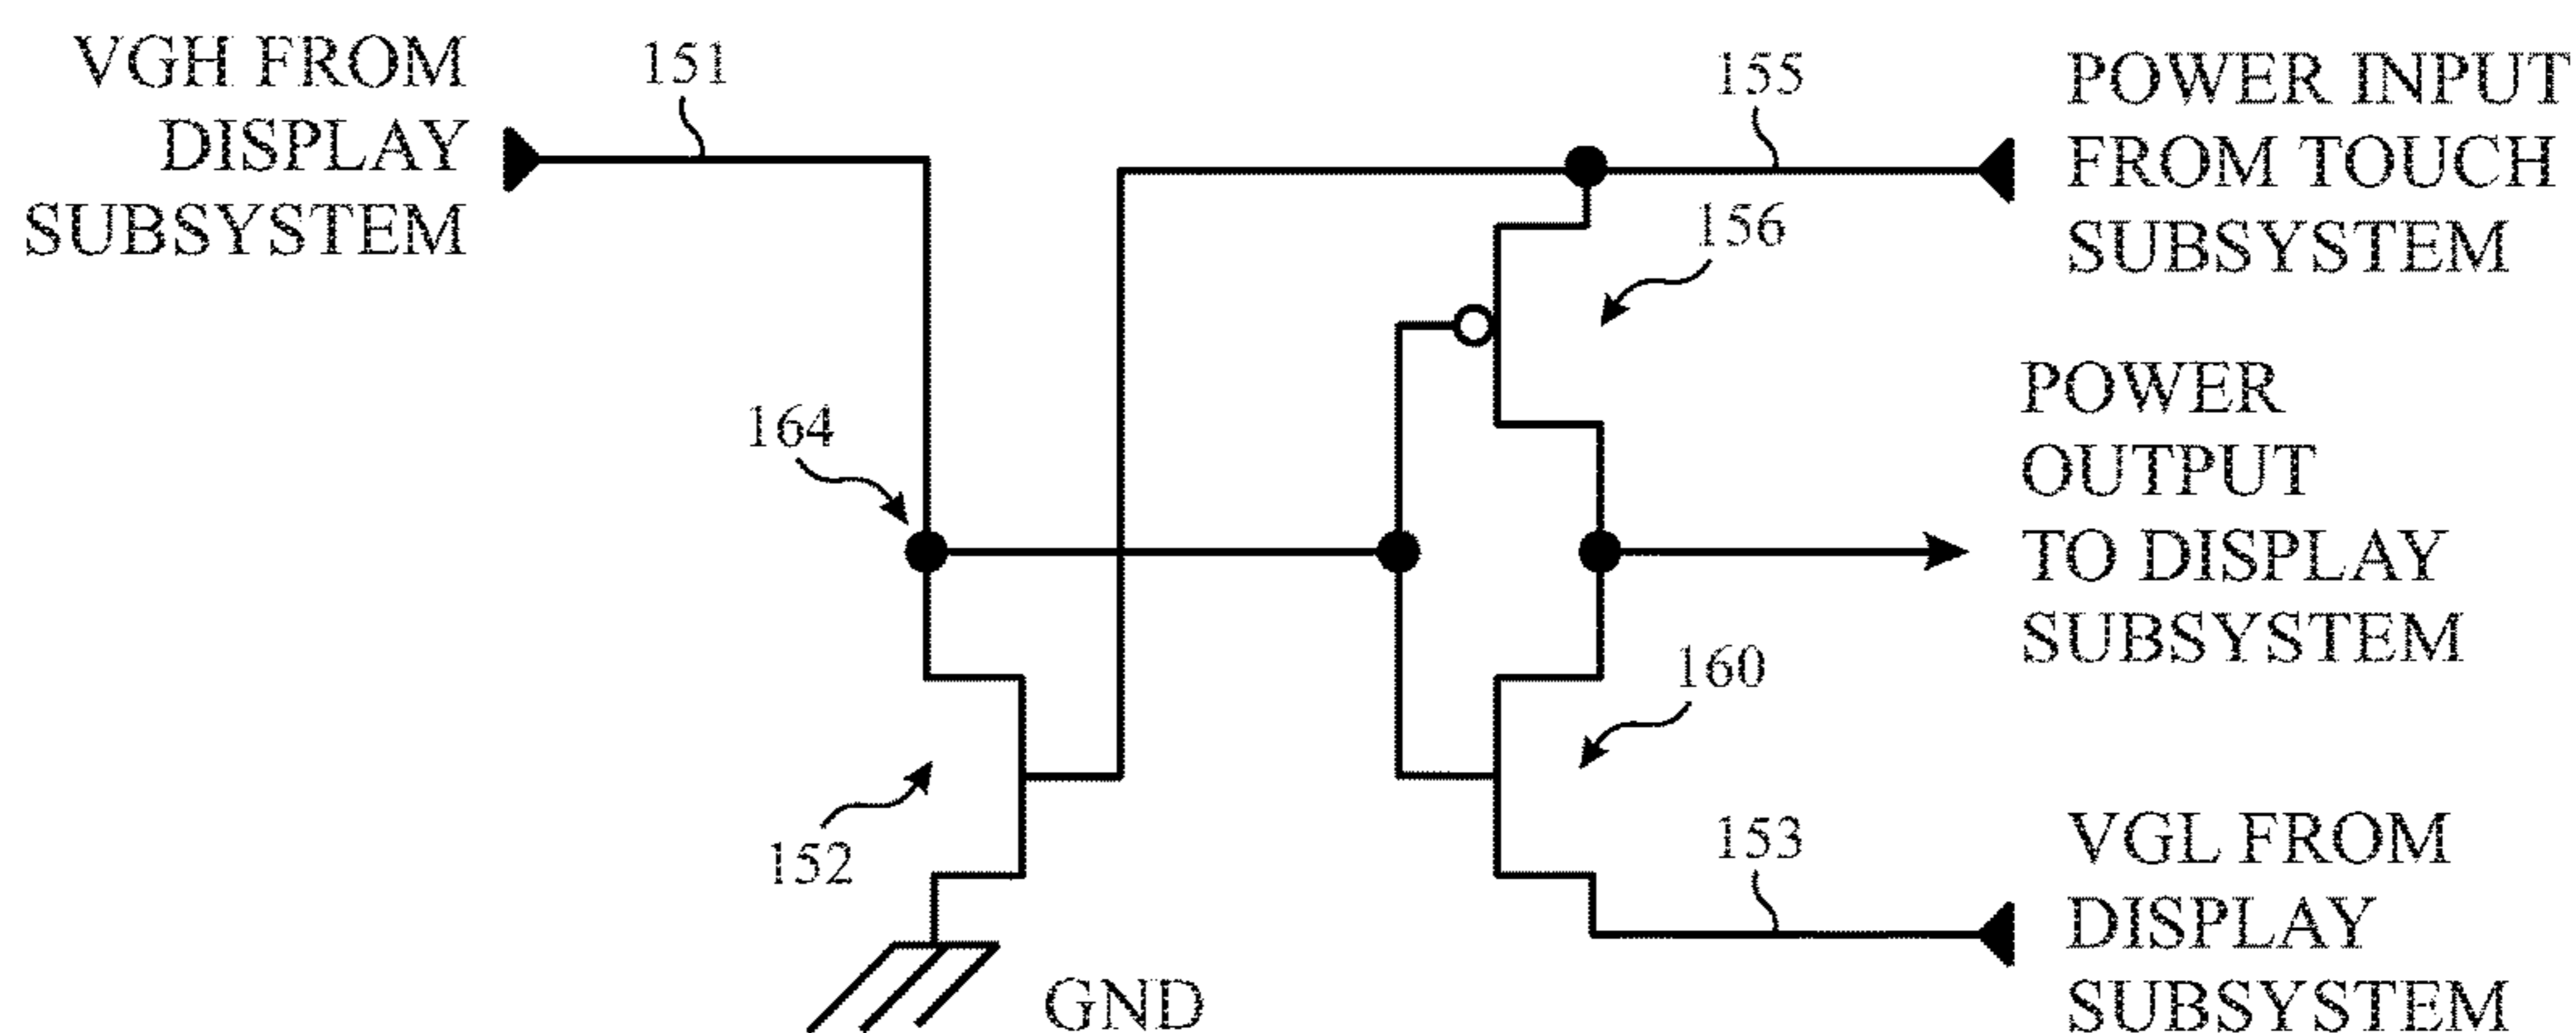 VGH FROM
DISPLAY
SUBSYSTEM
151
155
POWER INPUT
FROM TOUCH
SUBSYSTEM
156
164
POWER
OUTPUT
TO DISPLAY
SUBSYSTEM
160
152
153
VGL FROM
DISPLAY
SUBSYSTEM
GND